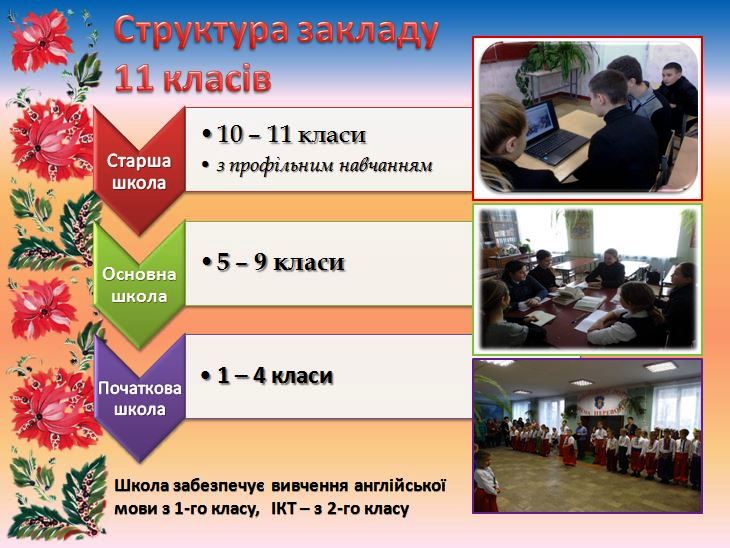 Структура закладу
11 класів
Старша
школа
• 10 – 11 класи
• з профільним навчанням
Основна
школа
• 5 – 9 класи
Початкова
школа
• 1 – 4 класи
Школа забезпечує вивчення англійської
мови з 1-го класу, ІКТ – з 2-го класу